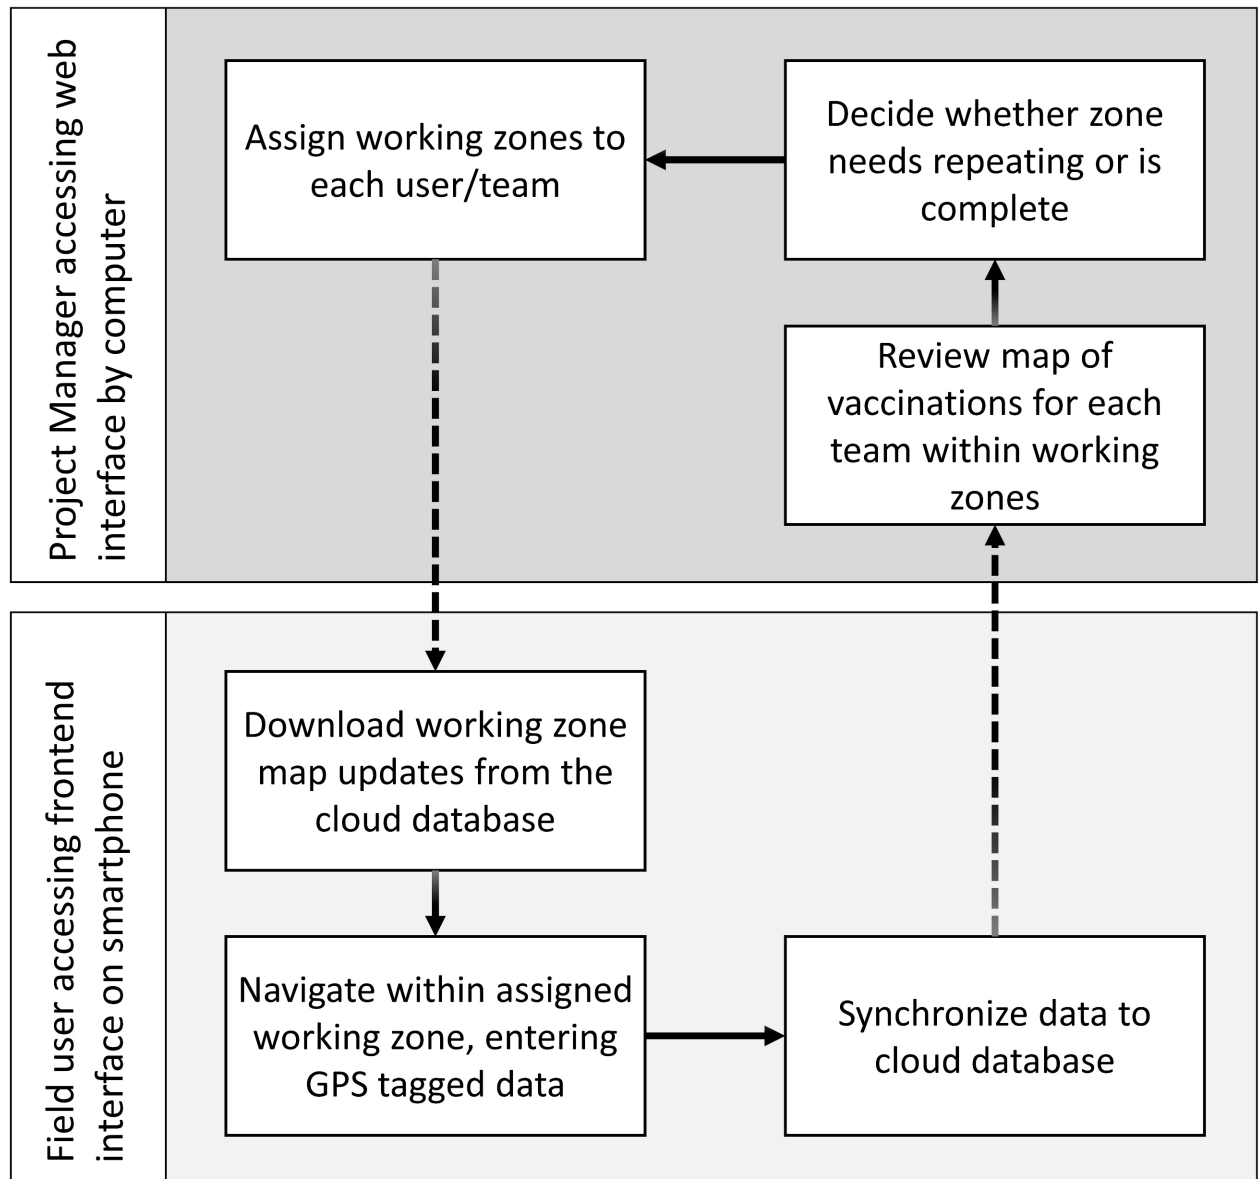 Project Manager accessing web
interface by computer
Assign working zones to
each user/team
Decide whether zone
needs repeating or is
complete
Review map of
vaccinations for each
team within working
zones
Field user accessing frontend
interface on smartphone
Download working zone
map updates from the
cloud database
Navigate within assigned
working zone, entering
GPS tagged data
Synchronize data to
cloud database